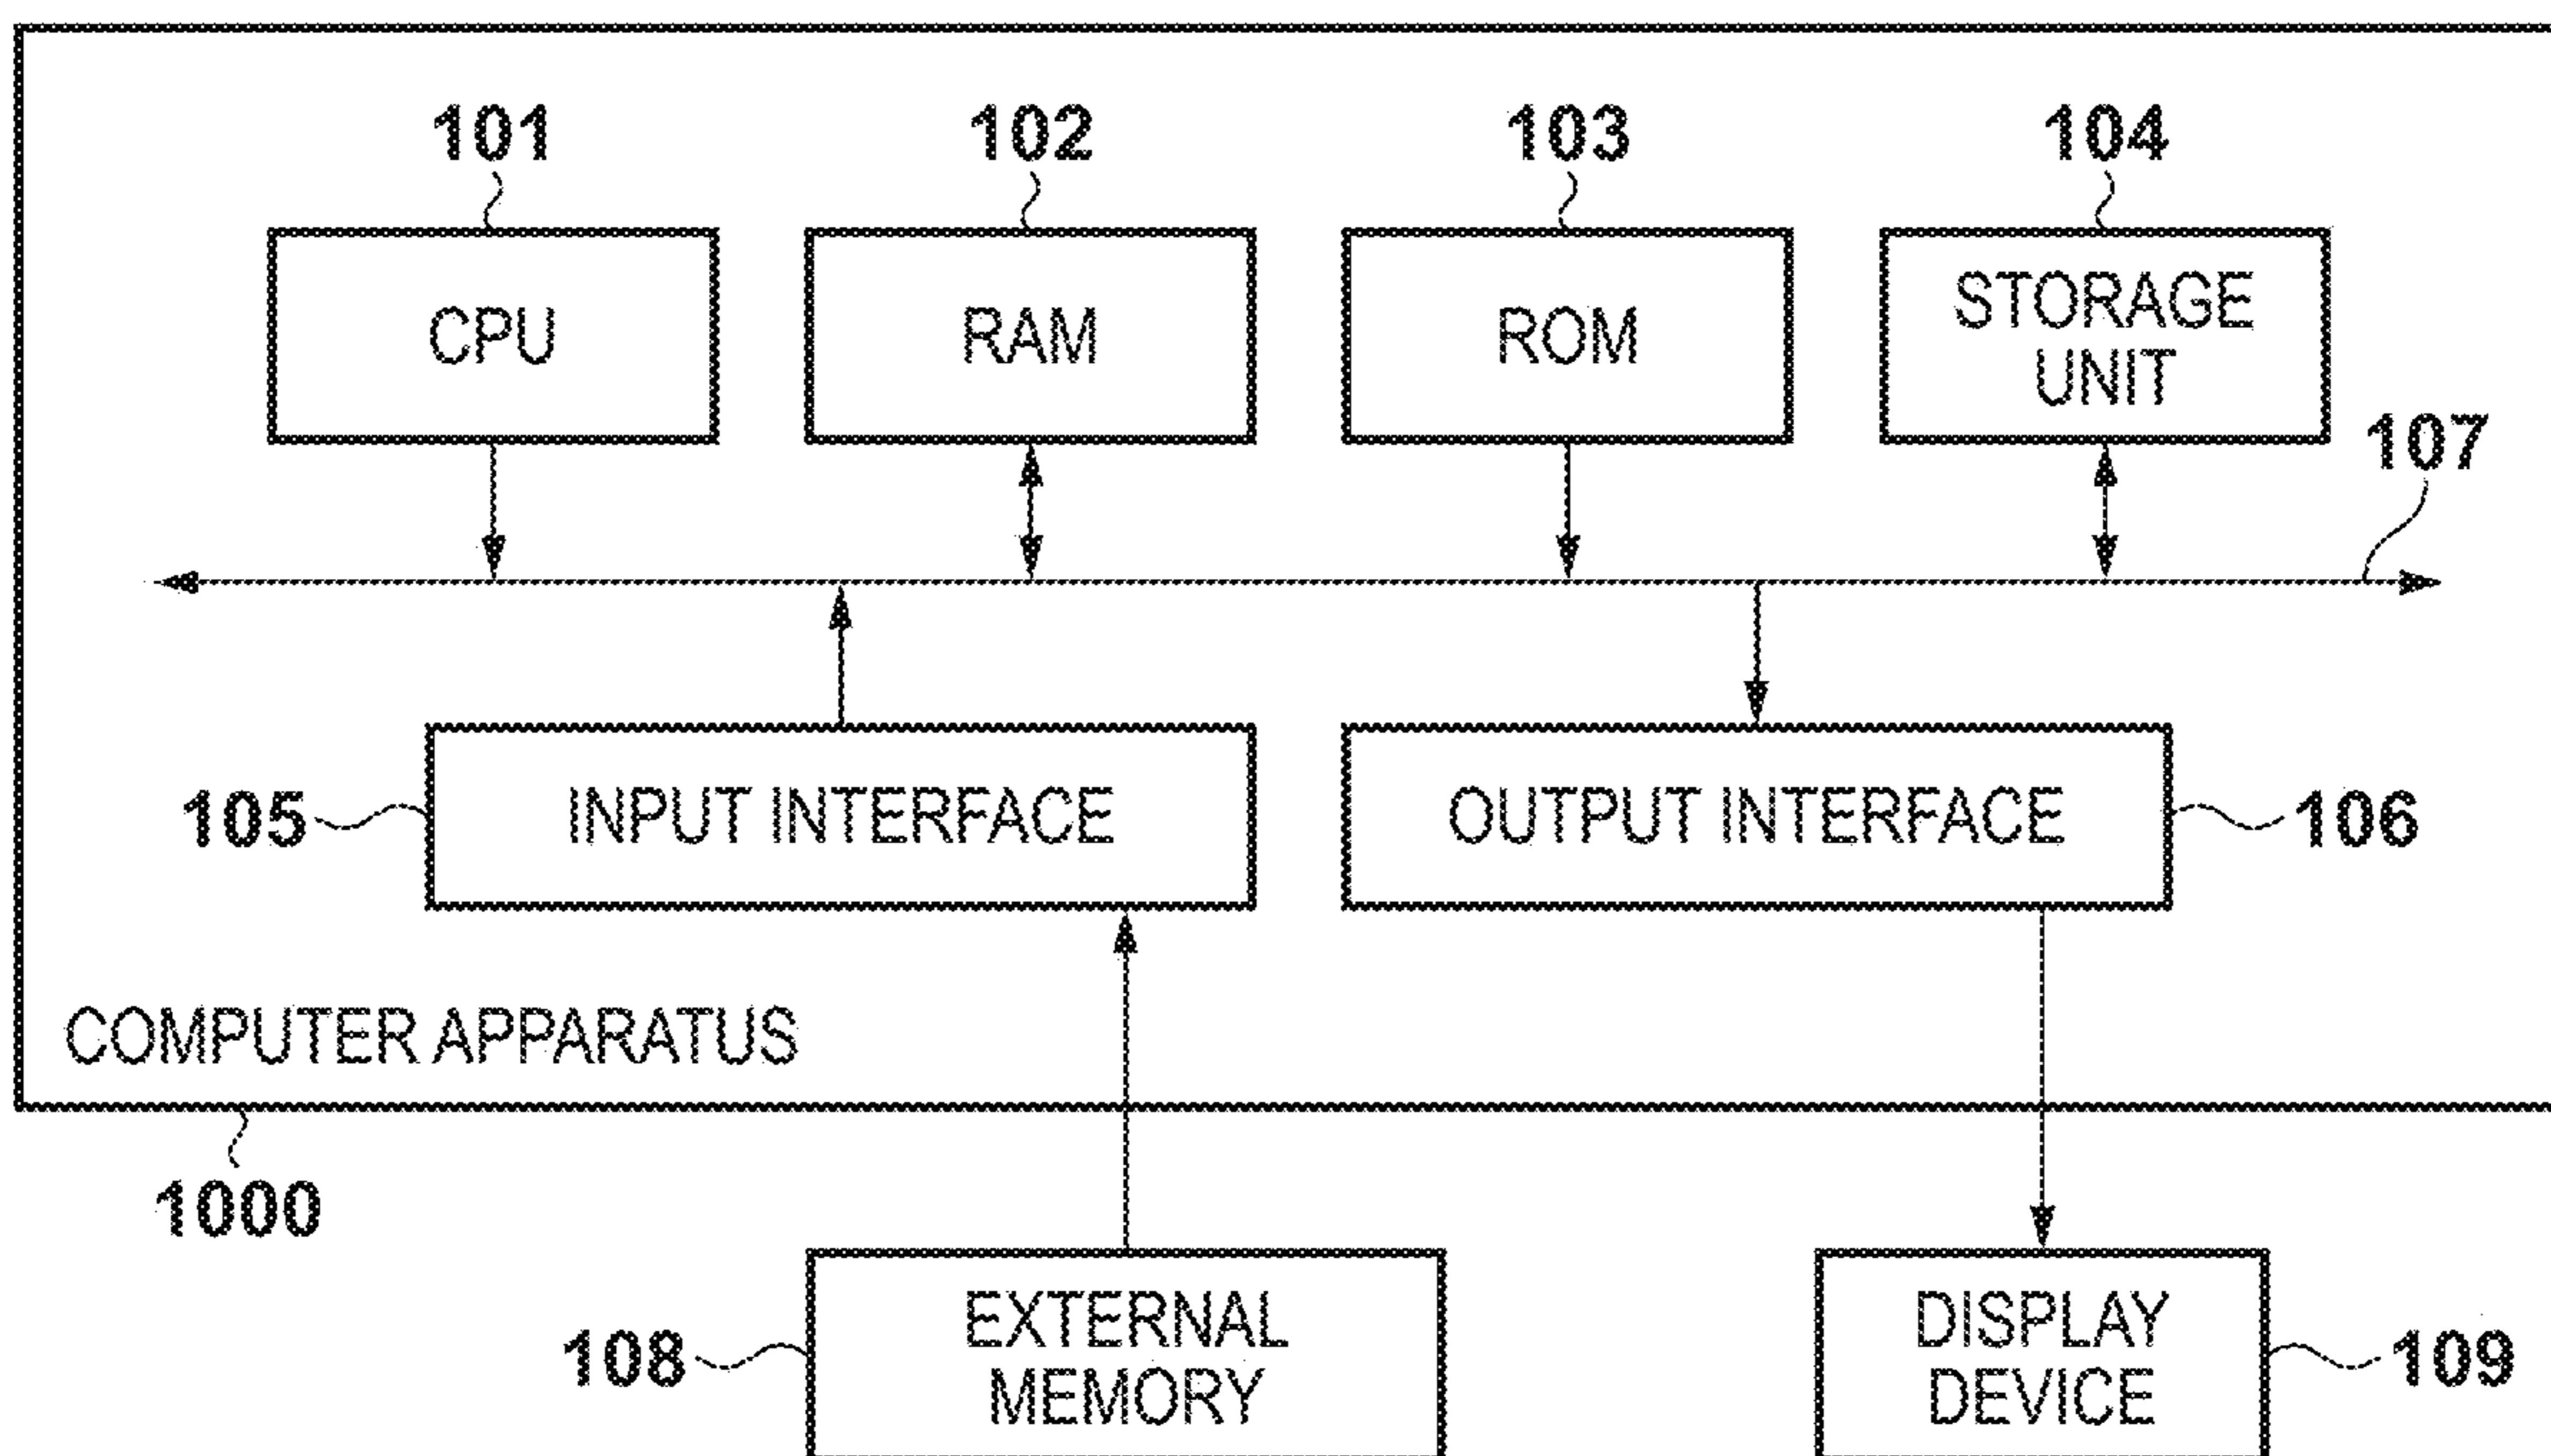 101
102
103
104
CPU
RAM
ROM
STORAGE
UNIT
107
105
INPUT INTERFACE
OUTPUT INTERFACE
106
COMPUTER APPARATUS
1000
108
EXTERNAL
MEMORY
DISPLAY
DEVICE
109